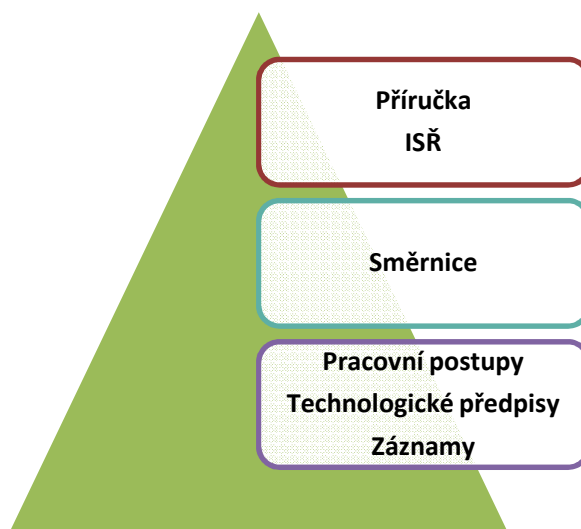 Příručka
ISŘ
Směrnice
Pracovní postupy
Technologické předpisy
Záznamy